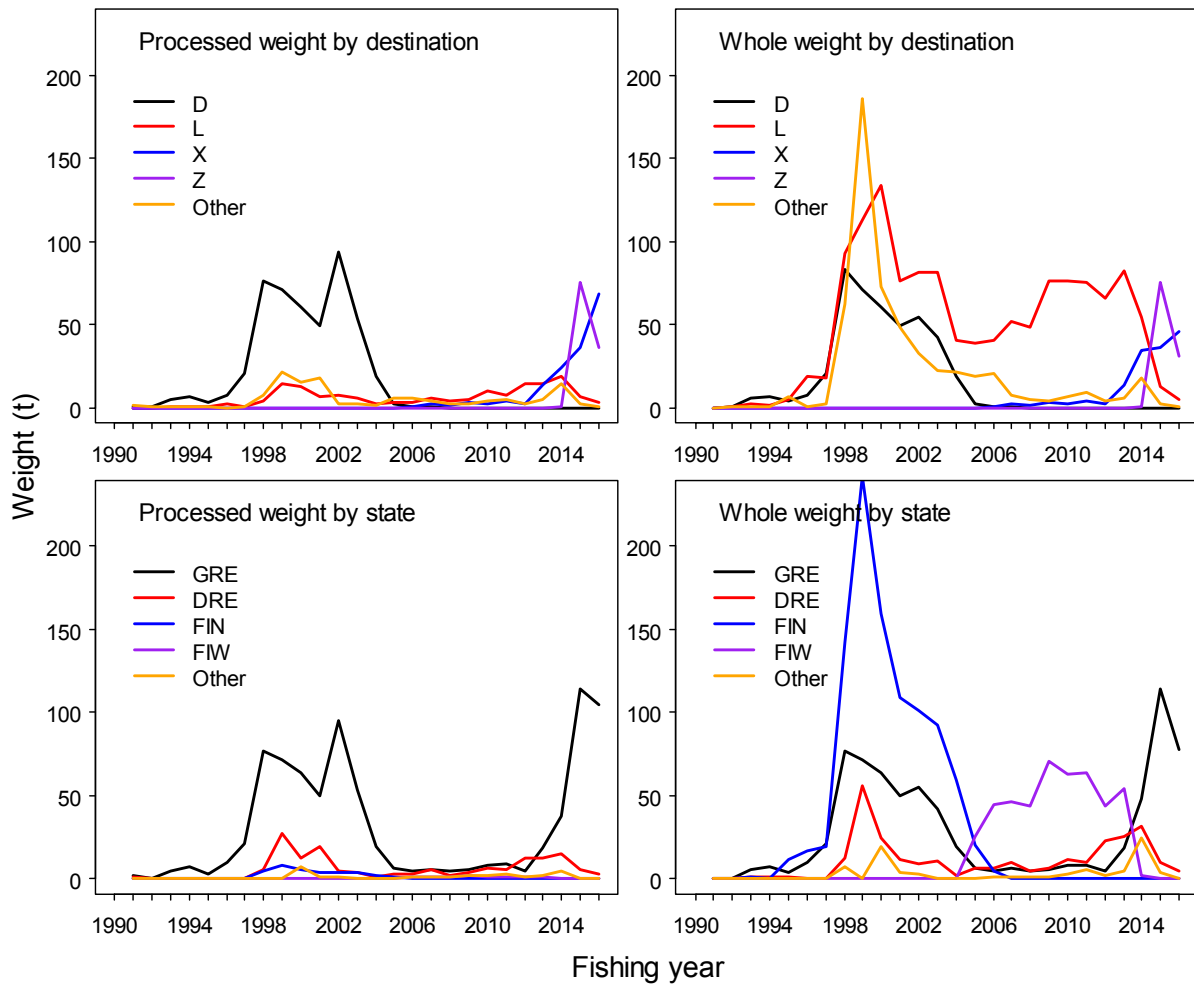 Processed weight by destination
200
150
100
50
0
D
L
X
Z
Other
1990 1994 1998 2002 2006 2010 2014
Whole weight by destination
200
150
100
50
0
D
L
X
Z
Other
1990 1994 1998 2002 2006 2010 2014
Weight (t)
Processed weight by state
200
150
100
50
0
GRE
DRE
FIN
FIW
Other
1990 1994 1998 2002 2006 2010 2014
Whole weight by state
200
150
100
50
0
GRE
DRE
FIN
FIW
Other
1990 1994 1998 2002 2006 2010 2014
Fishing year